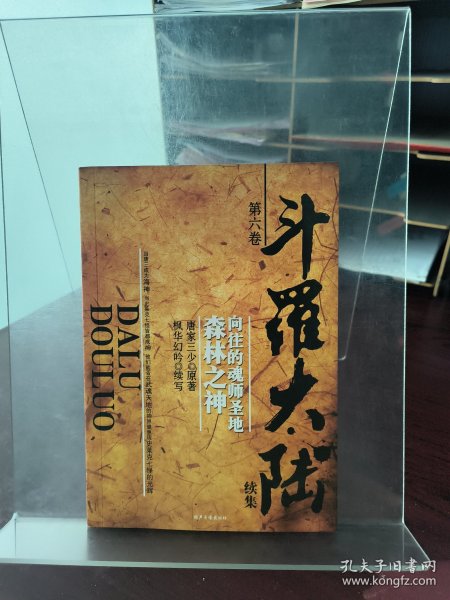 斗罗大陆
续集
第六卷
向往的魂师圣地
森林之神
唐家三少◎原著
枫华幻吟◎续写
DALU
DOULUO
孔夫子旧书网
www.kongfz.com